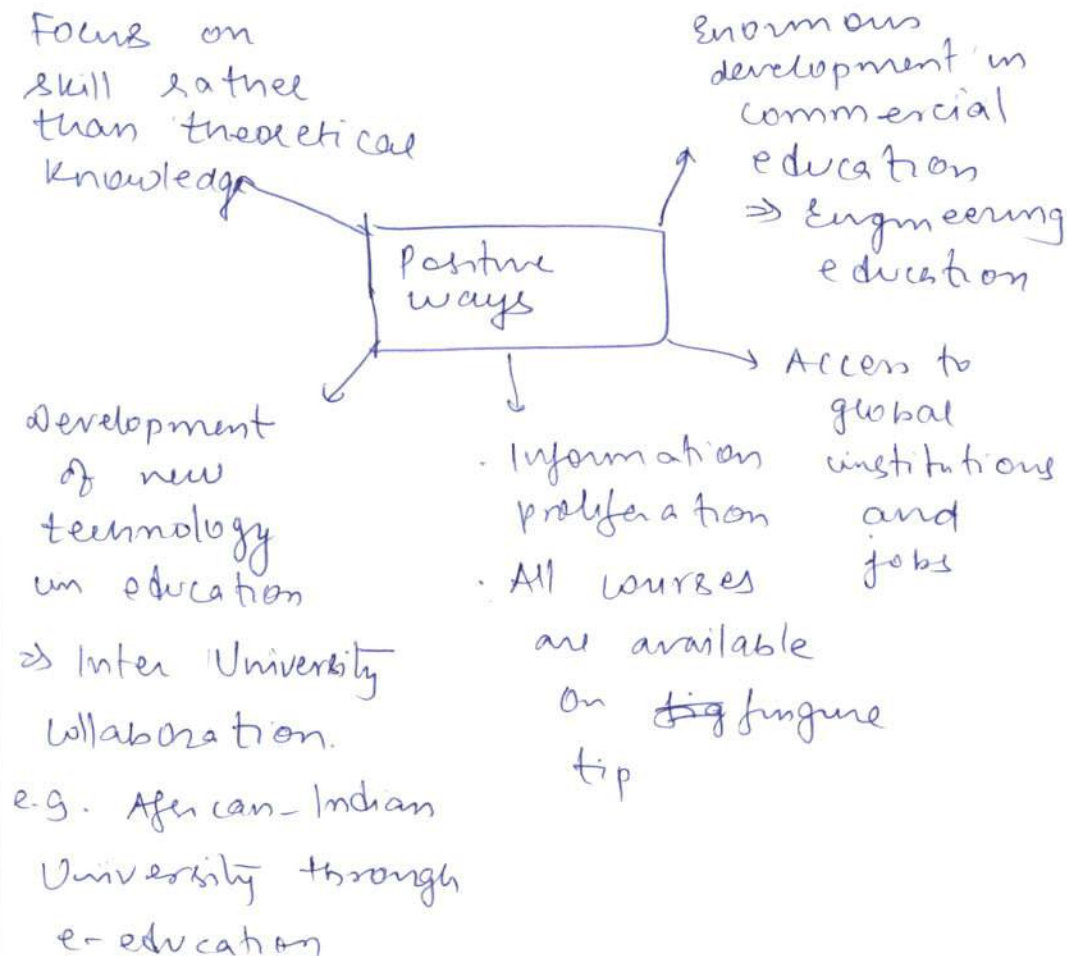 Focus on
skill rather
than theoretical
knowledge
Enormous
development in
commercial
education
⇒ Engineering
education
Positive
ways
Development
of new
technology
in education
⇒ Inter University
collaboration.
e.g. African-Indian
University through
e-education
. Information
proliferation
. All courses
are available
on fig fingure
tip
Access to
global
institutions
and
jobs